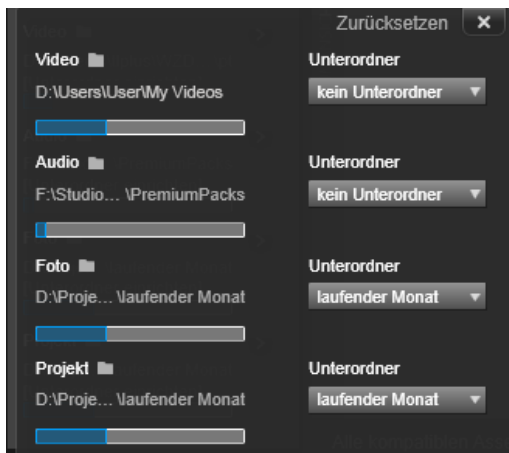 Zurücksetzen
Video
Unterordner
D:\Users\User\My Videos
kein Unterordner
Audio
Unterordner
F:\Studio... \PremiumPacks
kein Unterordner
Foto
Unterordner
D:\Proje... \laufender Monat
laufender Monat
Projekt
Unterordner
D:\Proje... \laufender Monat
laufender Monat